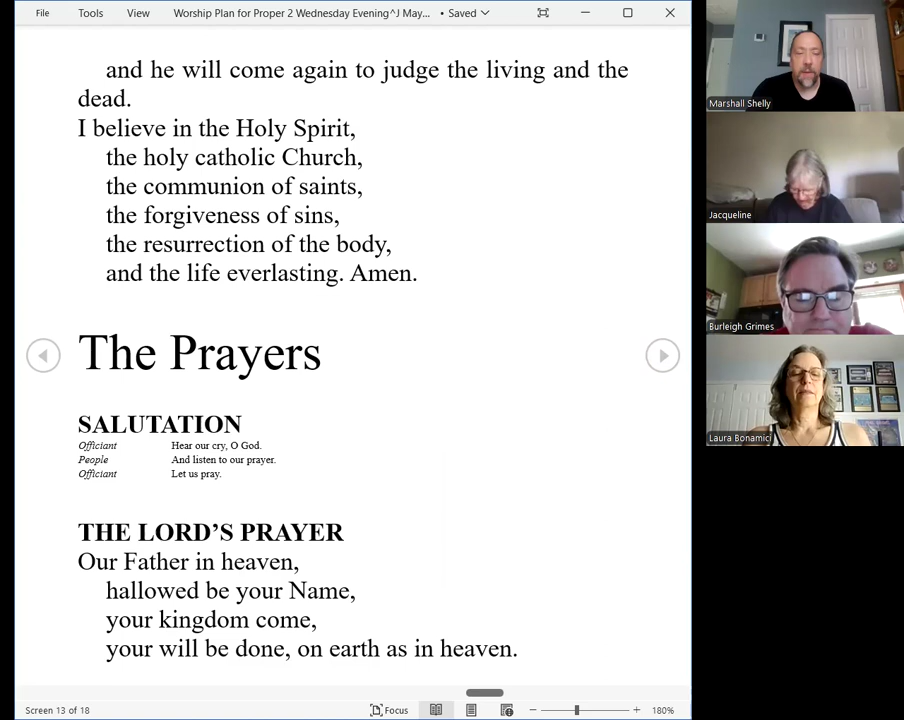 File Tools Worship Plan for Proper 2 Wednesday Evening^J May... • Saved
and he will come again to judge the living and the
dead.
I believe in the Holy Spirit,
the holy catholic Church,
the communion of saints,
the forgiveness of sins,
the resurrection of the body,
and the life everlasting. Amen.
The Prayers
SALUTATION
Officiant Hear our cry, O God.
People And listen to our prayer.
Officiant Let us pray.
THE LORD’S PRAYER
Our Father in heaven,
hallowed be your Name,
your kingdom come,
your will be done, on earth as in heaven.
Screen 13 of 18 Focus 180%
Marshall Shelly
Jacqueline
Burleigh Grimes
Laura Bonamici